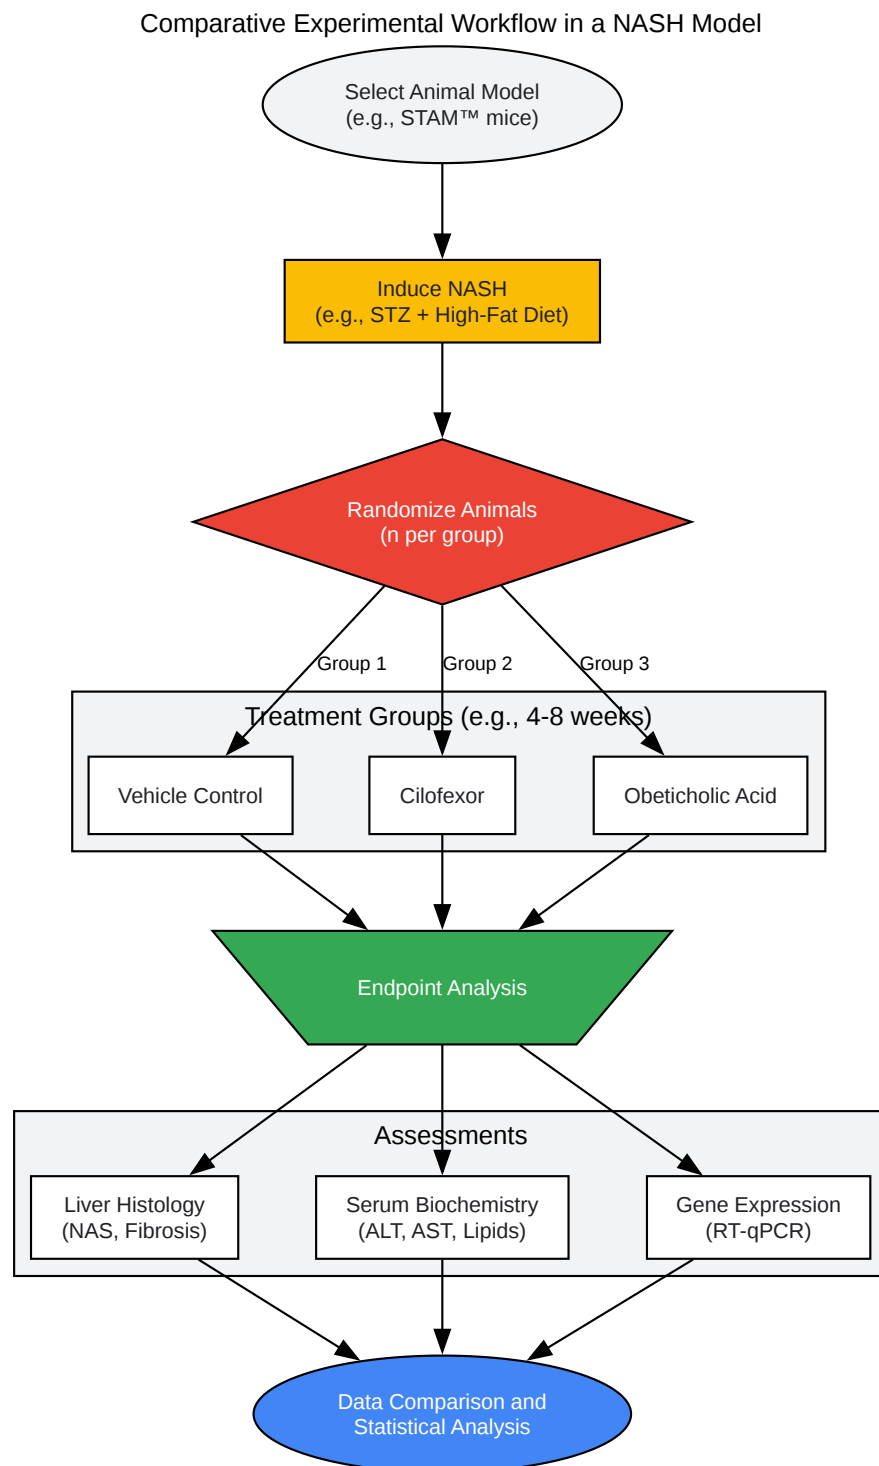 Comparative Experimental Workflow in a NASH Model
Select Animal Model
(e.g., STAM™ mice)
Induce NASH
(e.g., STZ + High-Fat Diet)
Randomize Animals
(n per group)
Group 1
Group 2
Group 3
Treatment Groups (e.g., 4-8 weeks)
Vehicle Control
Cilofexor
Obeticholic Acid
Endpoint Analysis
Assessments
Liver Histology
(NAS, Fibrosis)
Serum Biochemistry
(ALT, AST, Lipids)
Gene Expression
(RT-qPCR)
Data Comparison and
Statistical Analysis